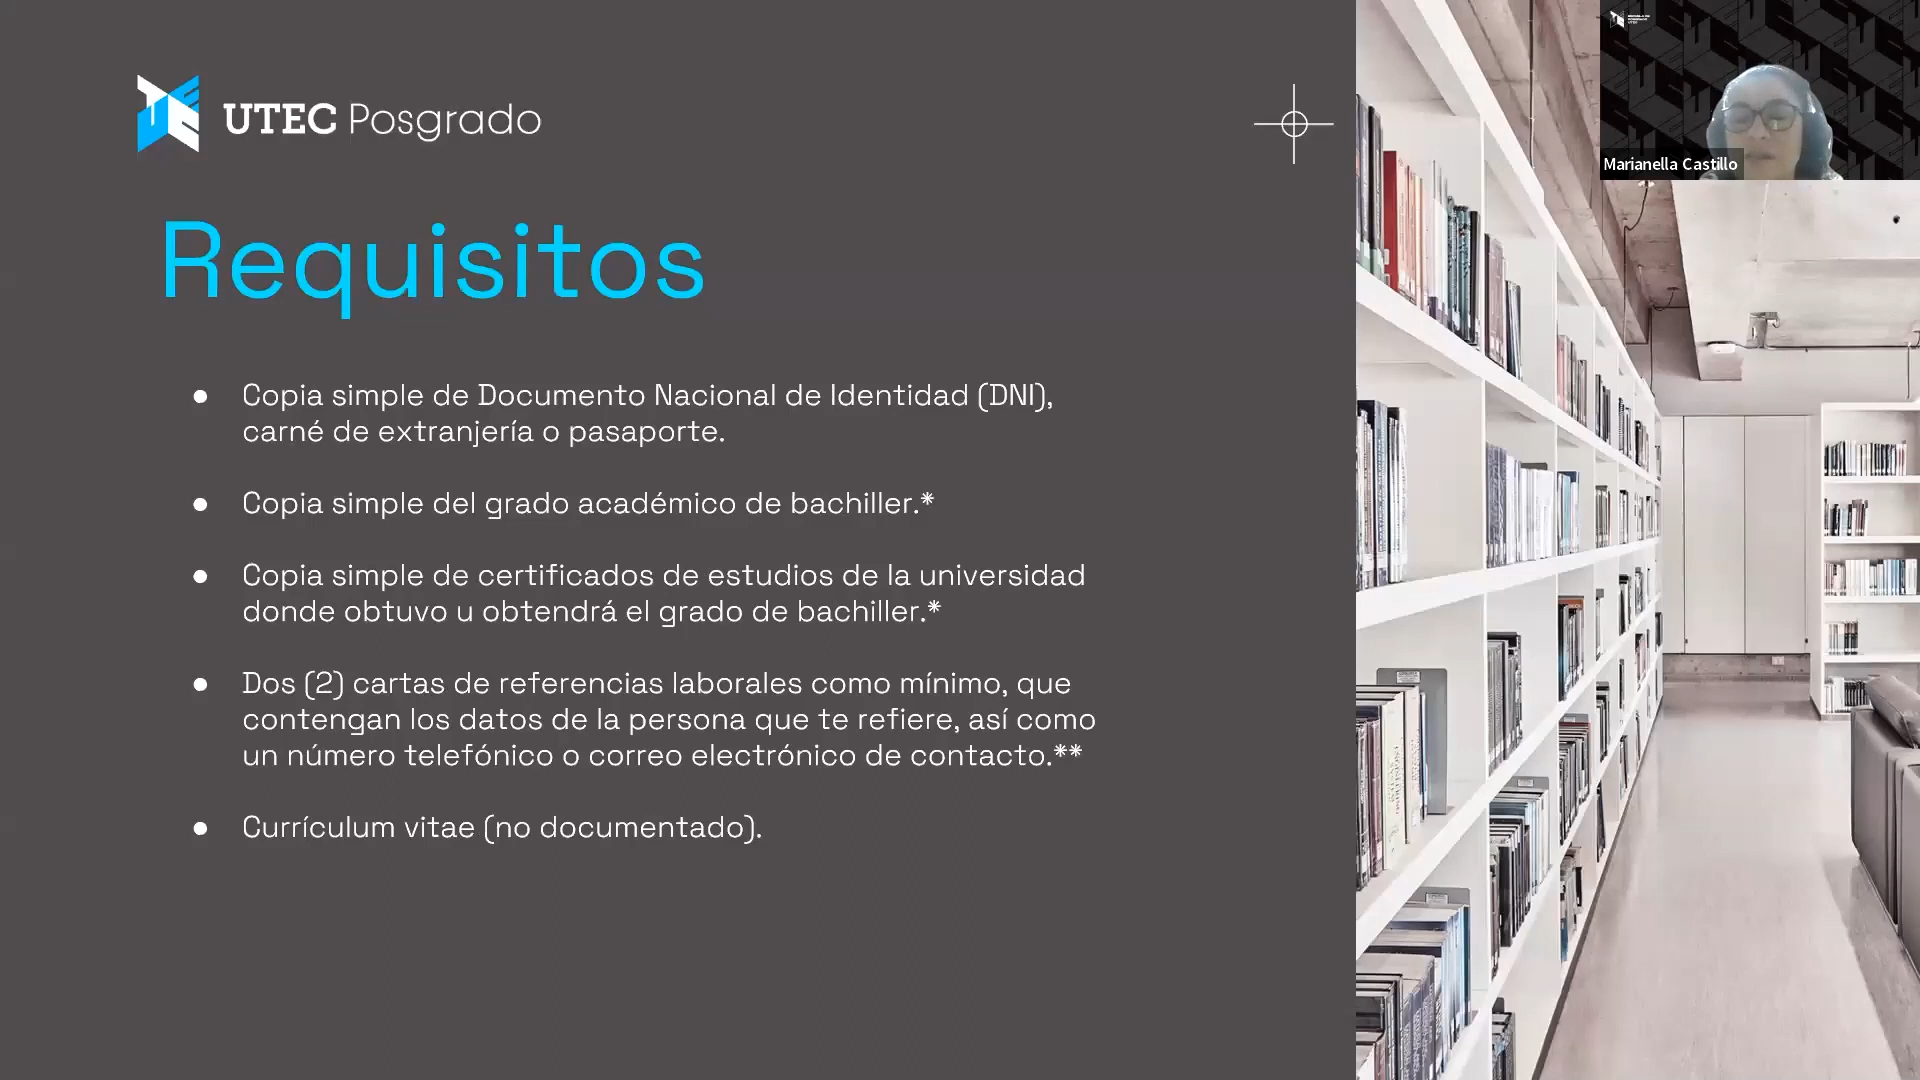 UTEC Posgrado
Marianella Castillo
Requisitos
● Copia simple de Documento Nacional de Identidad (DNI),
carné de extranjería o pasaporte.
● Copia simple del grado académico de bachiller.*
● Copia simple de certificados de estudios de la universidad
donde obtuvo u obtendrá el grado de bachiller.*
● Dos (2) cartas de referencias laborales como mínimo, que
contengan los datos de la persona que te refiere, así como
un número telefónico o correo electrónico de contacto.**
● Currículum vitae (no documentado).